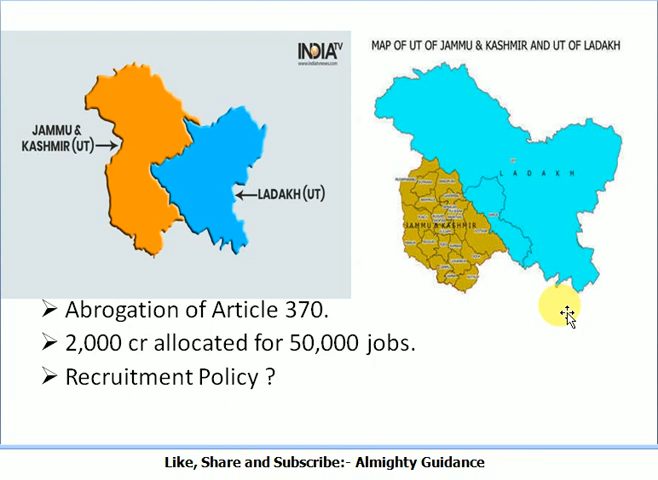 INDIA TV
www.indiatvnews.com
JAMMU &
KASHMIR (UT)
LADAKH (UT)
MAP OF UT OF JAMMU & KASHMIR AND UT OF LADAKH
L A D A K H
JAMMU & KASHMIR
➢ Abrogation of Article 370.
➢ 2,000 cr allocated for 50,000 jobs.
➢ Recruitment Policy ?
Like, Share and Subscribe:- Almighty Guidance